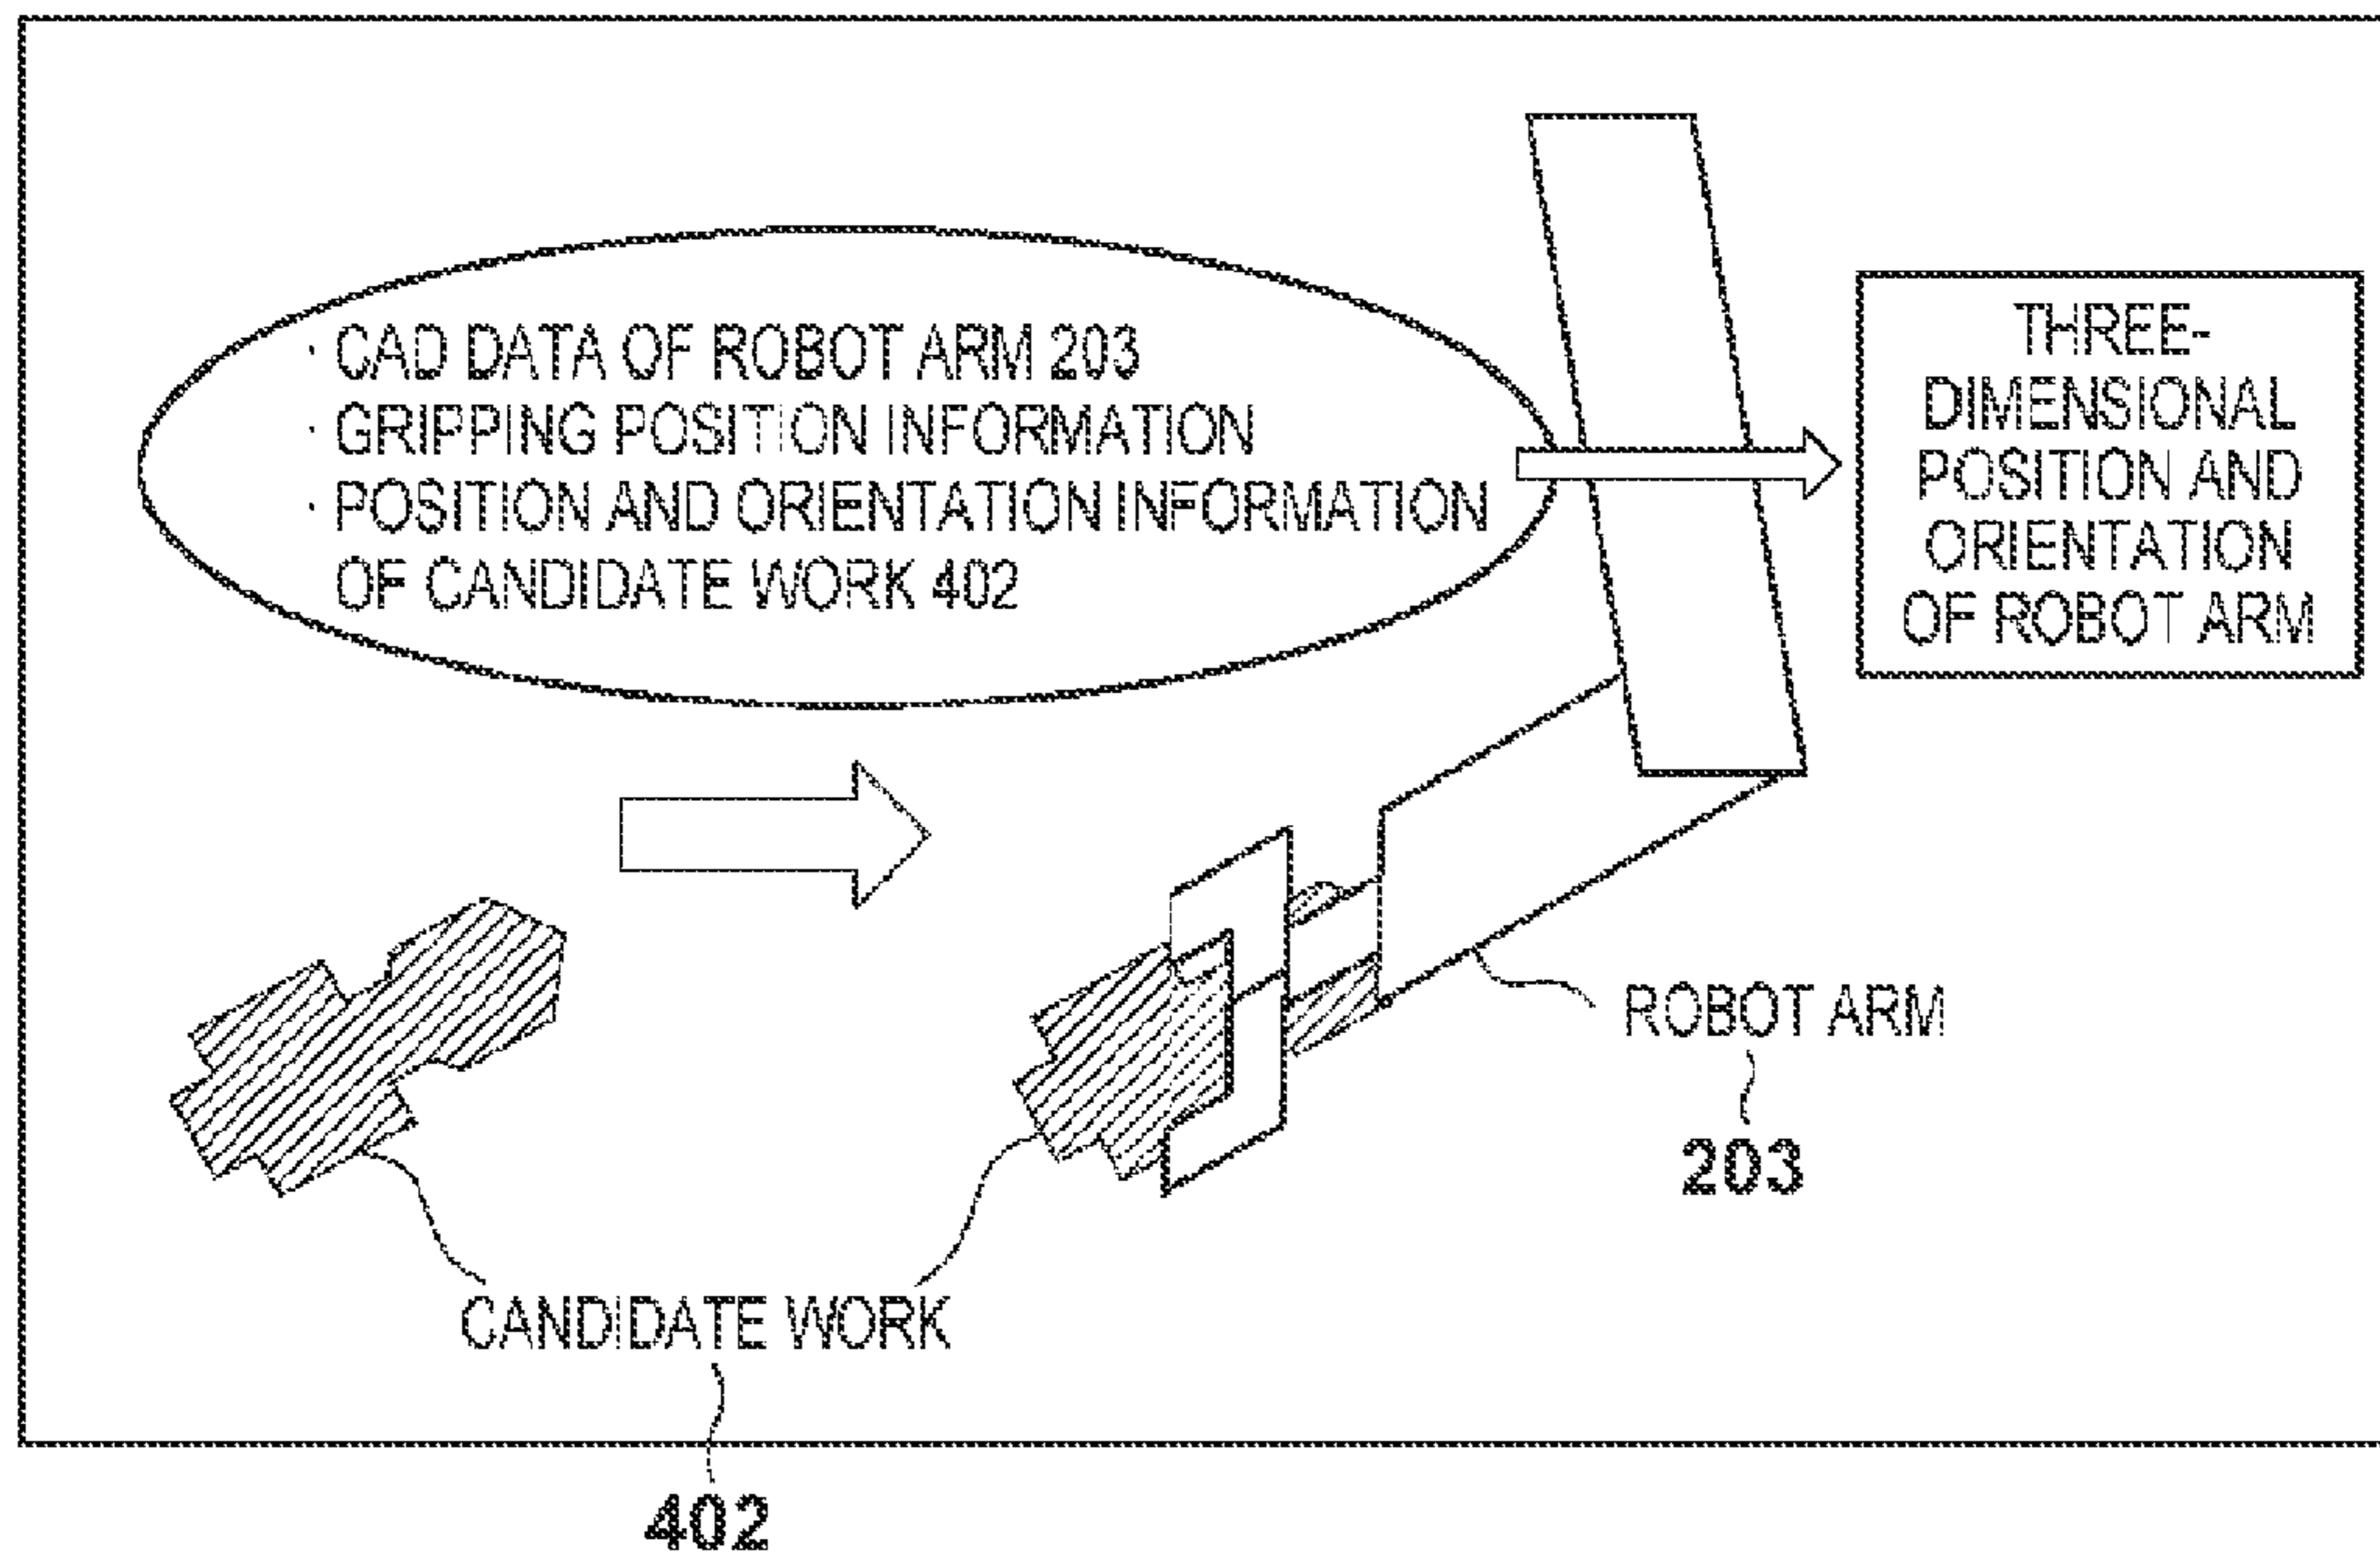 · CAD DATA OF ROBOT ARM 203
· GRIPPING POSITION INFORMATION
· POSITION AND ORIENTATION INFORMATION
OF CANDIDATE WORK 402
THREE-
DIMENSIONAL
POSITION AND
ORIENTATION
OF ROBOT ARM
ROBOT ARM
203
CANDIDATE WORK
402